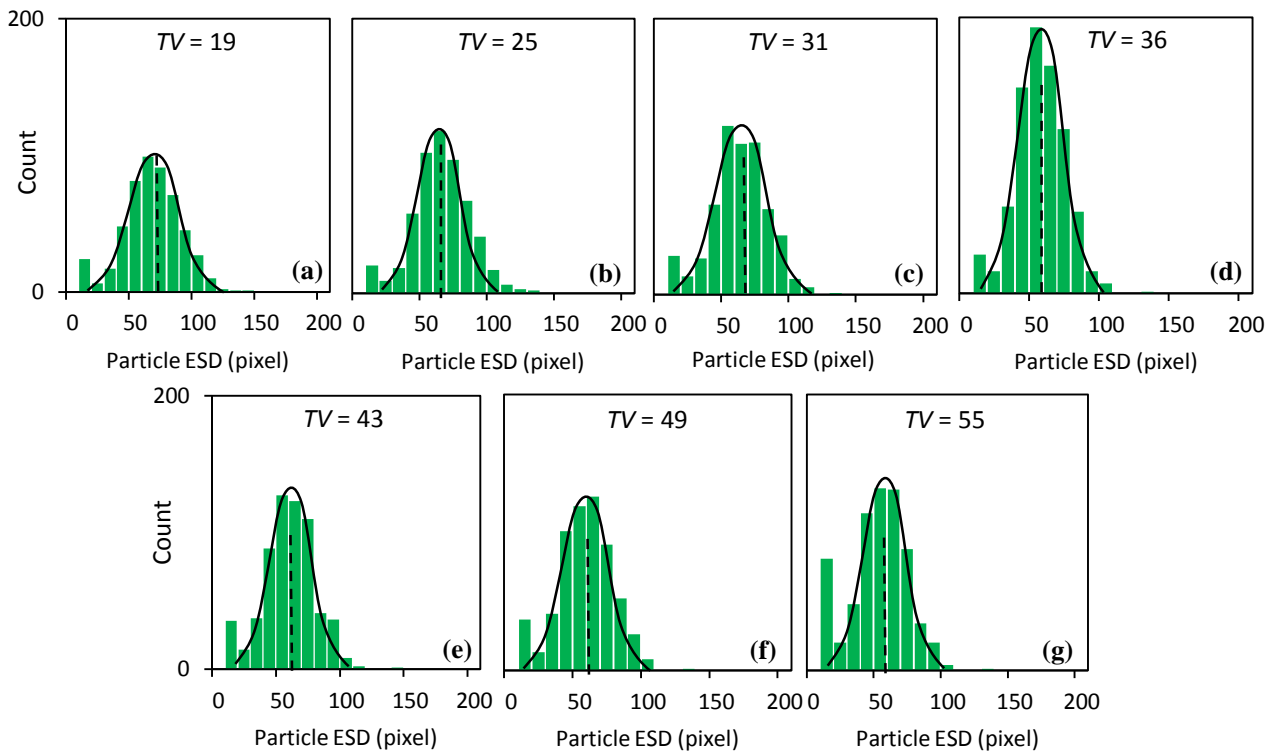 200
TV = 19
TV = 25
TV = 31
TV = 36
Count
(a)
(b)
(c)
(d)
0
0 50 100 150 200
0 50 100 150 200
0 50 100 150 200
0 50 100 150 200
Particle ESD (pixel)
Particle ESD (pixel)
Particle ESD (pixel)
Particle ESD (pixel)
200
TV = 43
TV = 49
TV = 55
Count
(e)
(f)
(g)
0
0 50 100 150 200
0 50 100 150 200
0 50 100 150 200
Particle ESD (pixel)
Particle ESD (pixel)
Particle ESD (pixel)